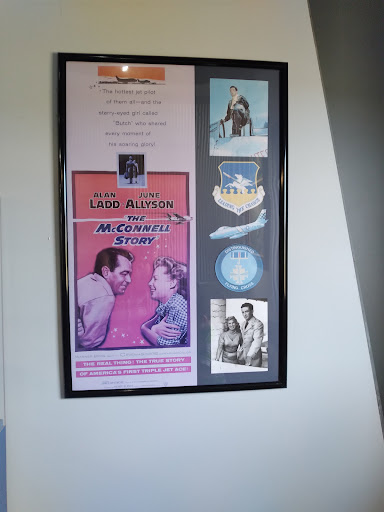 "The hottest jet pilot
of them all—and the
starry-eyed girl called
"Butch" who shared
every moment of
his soaring glory!
ALAN JUNE
LADD ALLYSON
THE
McCONNELL
STORY
THE REAL THING! THE TRUE STORY
OF AMERICA'S FIRST TRIPLE JET ACE!